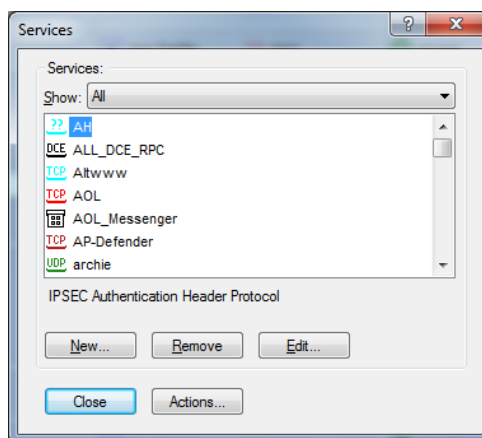 Services
?
X
Services:
Show: All
?? AH
DCE ALL_DCE_RPC
TCP Altwww
TCP AOL
AOL_Messenger
TCP AP-Defender
UDP archie
IPSEC Authentication Header Protocol
New... Remove Edit...
Close Actions...